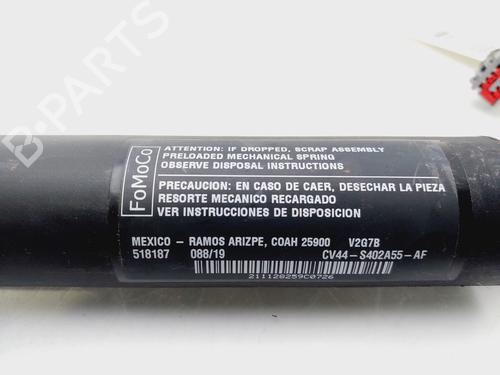 B-PARTS
FoMoCo
ATTENTION: IF DROPPED, SCRAP ASSEMBLY
PRELOADED MECHANICAL SPRING
OBSERVE DISPOSAL INSTRUCTIONS
PRECAUCION: EN CASO DE CAER, DESECHAR LA PIEZA
RESORTE MECANICO RECARGADO
VER INSTRUCCIONES DE DISPOSICION
MEXICO - RAMOS ARIZPE, COAH 25900 V2G7B
518187 088/19 CV44-S402A55-AF
211128259C0726